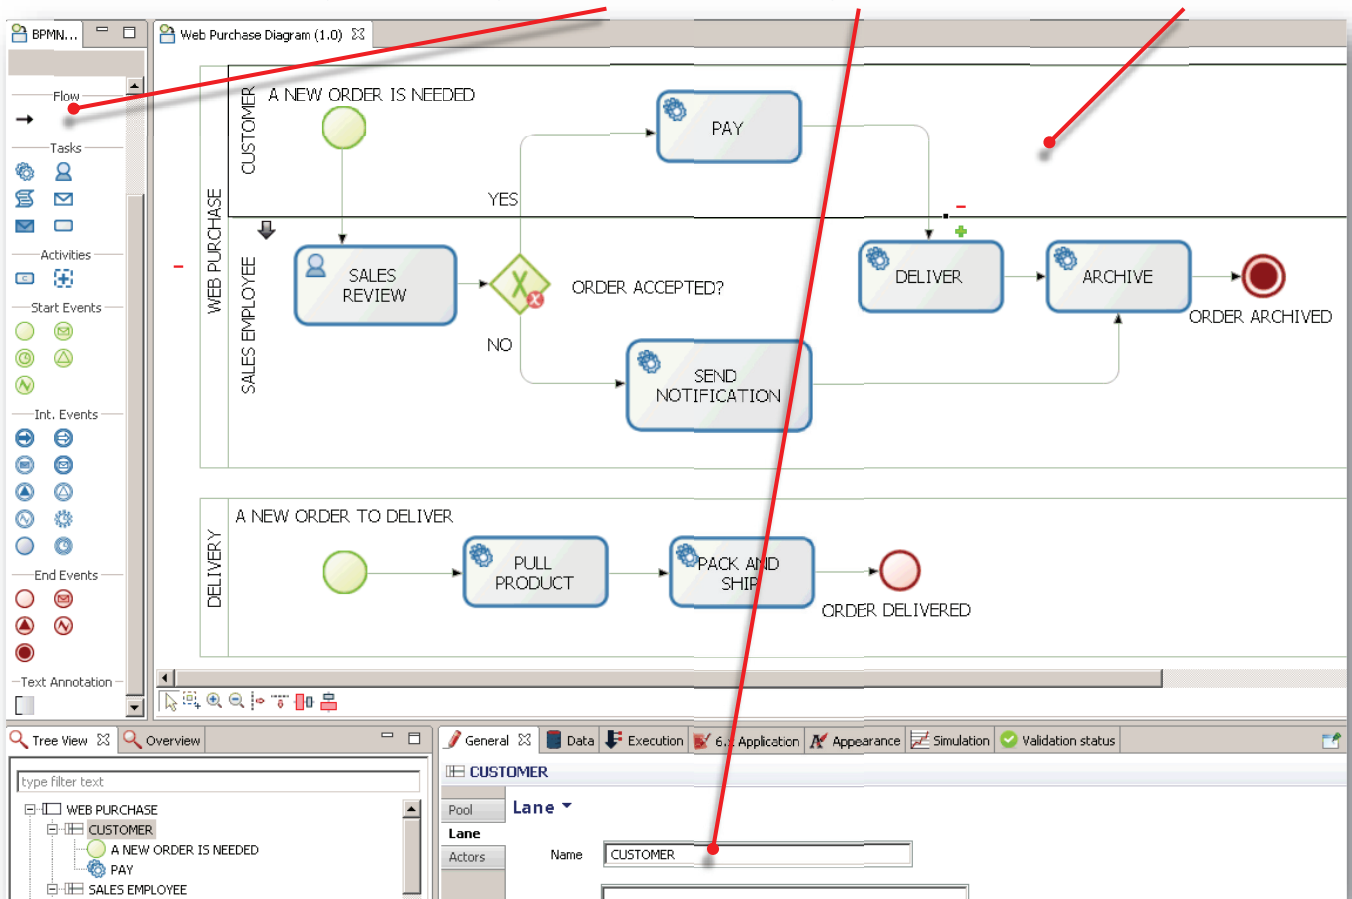 BPMN...
Web Purchase Diagram (1.0)
Flow
Tasks
Activities
Start Events
Int. Events
End Events
Text Annotation
WEB PURCHASE
CUSTOMER
A NEW ORDER IS NEEDED
PAY
YES
SALES EMPLOYEE
SALES
REVIEW
ORDER ACCEPTED?
NO
SEND
NOTIFICATION
DELIVER
ARCHIVE
ORDER ARCHIVED
DELIVERY
A NEW ORDER TO DELIVER
PULL
PRODUCT
PACK AND
SHIP
ORDER DELIVERED
Tree View
Overview
type filter text
WEB PURCHASE
CUSTOMER
A NEW ORDER IS NEEDED
PAY
SALES EMPLOYEE
General
Data
Execution
6.x Application
Appearance
Simulation
Validation status
CUSTOMER
Pool
Lane
Actors
Lane
Name
CUSTOMER